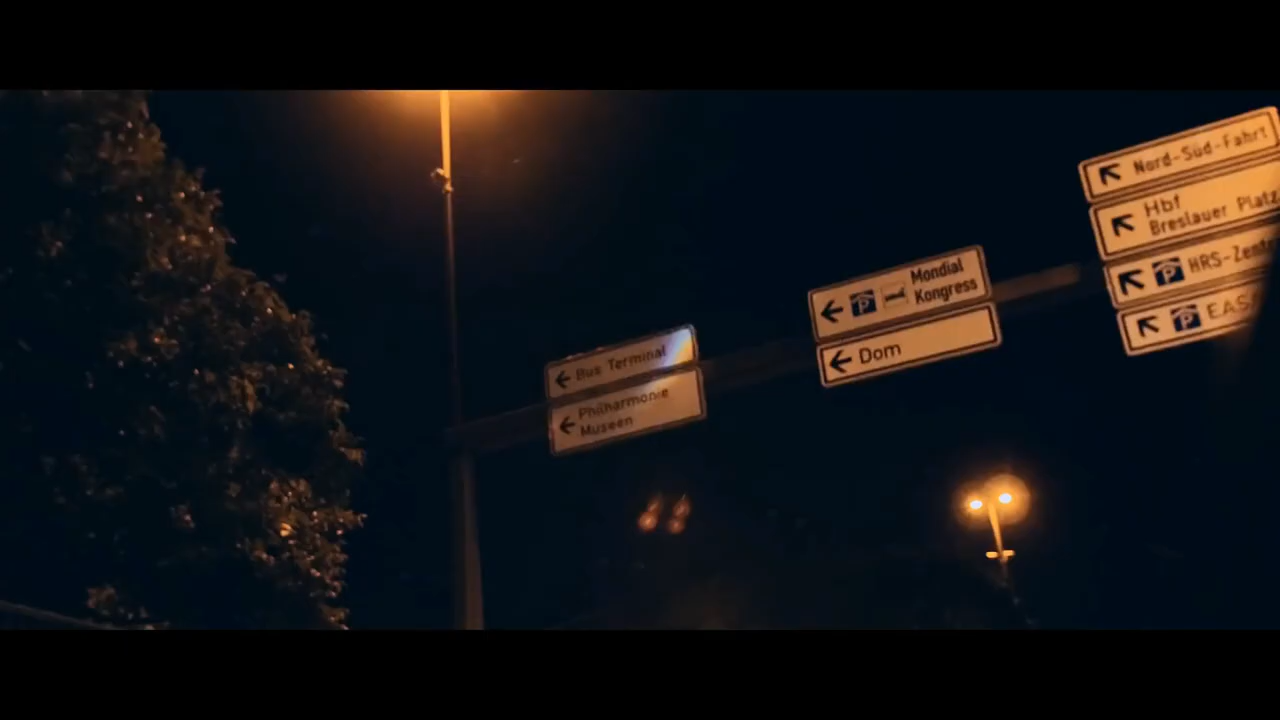 Bus Terminal
Philharmonie
Museen
P Mondial
Kongress
Dom
Nord-Süd-Fahrt
Hbf
Breslauer Platz
P
P